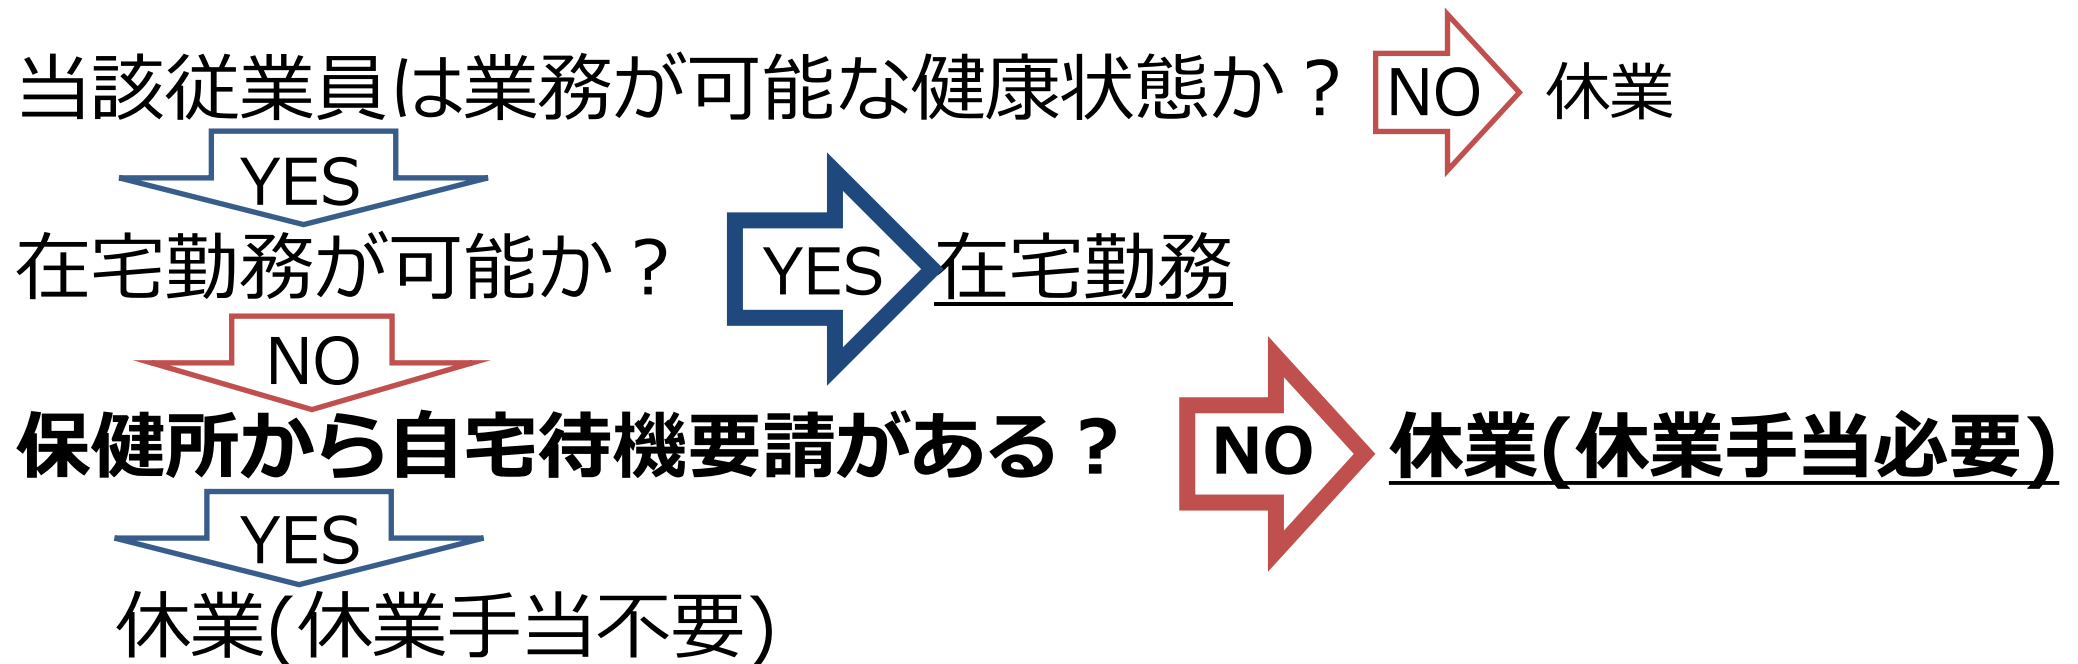 当該従業員は業務が可能な健康状態か？ NO 休業
YES
在宅勤務が可能か？ YES 在宅勤務
NO
保健所から自宅待機要請がある？ NO 休業(休業手当必要)
YES
休業(休業手当不要)